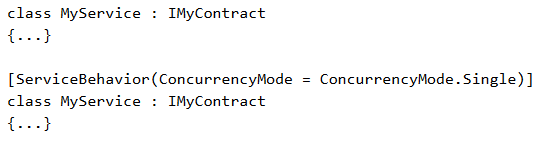 class MyService : IMyContract
{...}
[ServiceBehavior(ConcurrencyMode = ConcurrencyMode.Single)]
class MyService : IMyContract
{...}